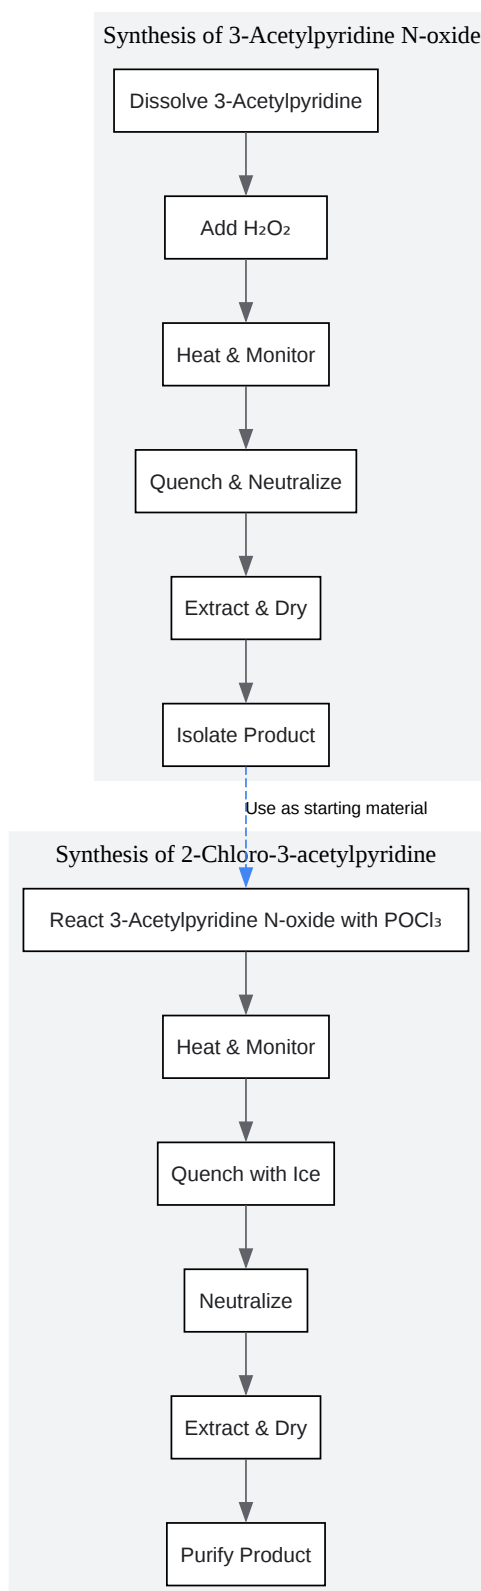 Synthesis of 3-Acetylpyridine N-oxide
Dissolve 3-Acetylpyridine
Add H₂O₂
Heat & Monitor
Quench & Neutralize
Extract & Dry
Isolate Product
Use as starting material
Synthesis of 2-Chloro-3-acetylpyridine
React 3-Acetylpyridine N-oxide with POCl₃
Heat & Monitor
Quench with Ice
Neutralize
Extract & Dry
Purify Product